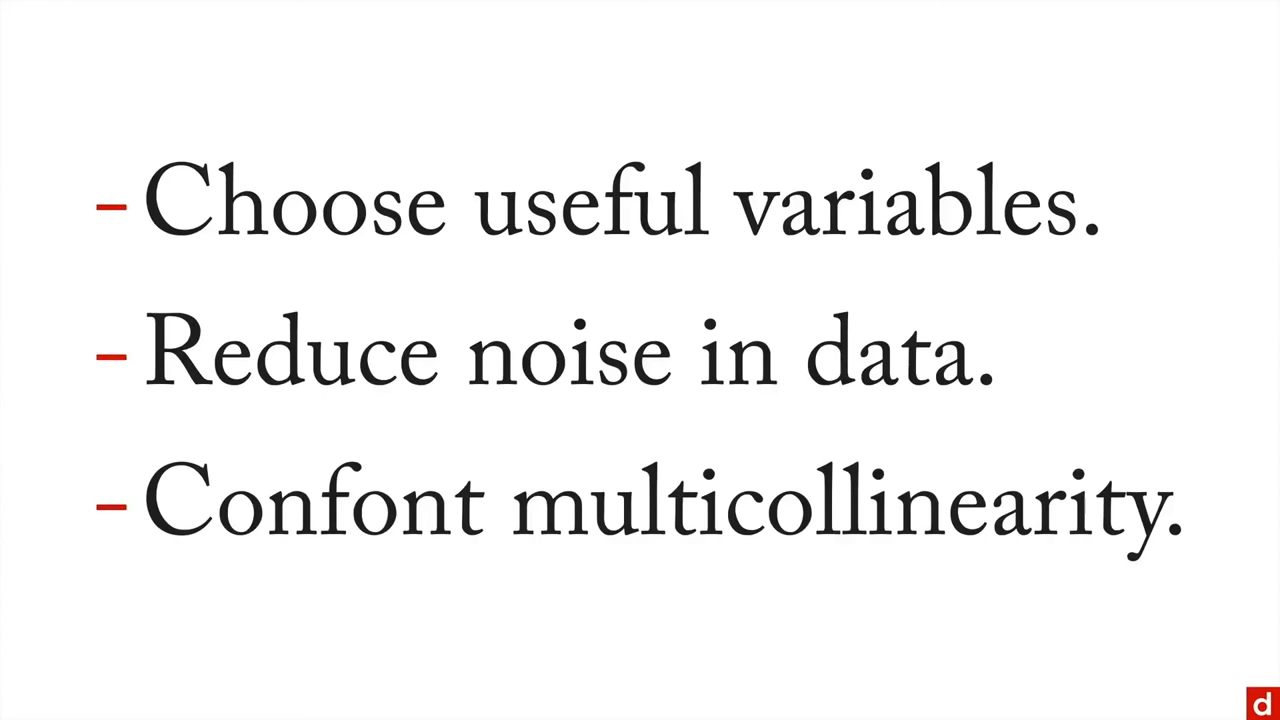 - Choose useful variables.
- Reduce noise in data.
- Confont multicollinearity.
d